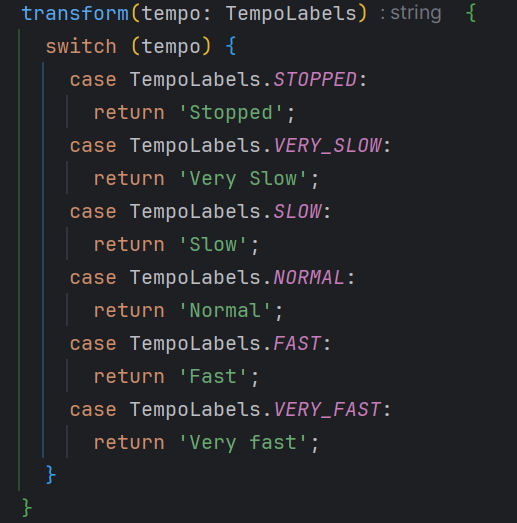 transform(tempo: TempoLabels) : string {
switch (tempo) {
case TempoLabels.STOPPED:
return 'Stopped';
case TempoLabels.VERY_SLOW:
return 'Very Slow';
case TempoLabels.SLOW:
return 'Slow';
case TempoLabels.NORMAL:
return 'Normal';
case TempoLabels.FAST:
return 'Fast';
case TempoLabels.VERY_FAST:
return 'Very fast';
}
}